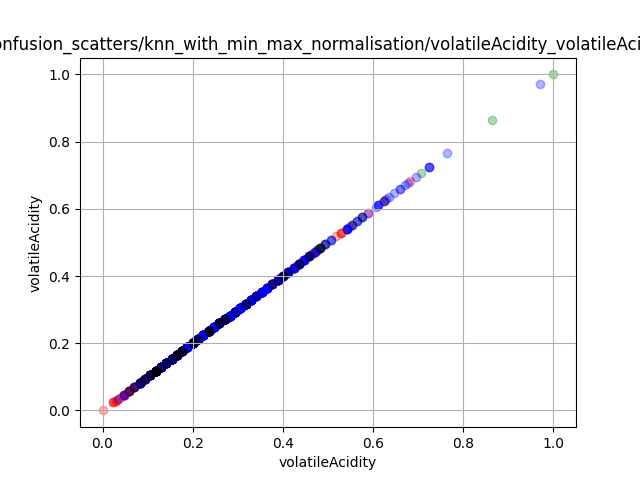 onfusion_scatters/knn_with_min_max_normalisation/volatileAcidity_volatileAci
1.0
0.8
0.6
0.4
0.2
0.0
volatileAcidity
0.0 0.2 0.4 0.6 0.8 1.0
volatileAcidity